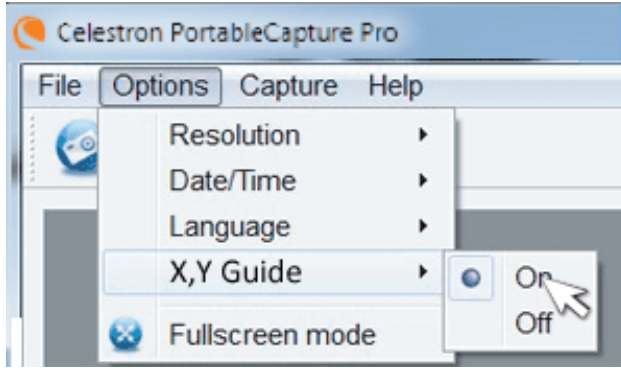 Celestron PortableCapture Pro
File Options Capture Help
Resolution
Date/Time
Language
X,Y Guide
On
Off
Fullscreen mode